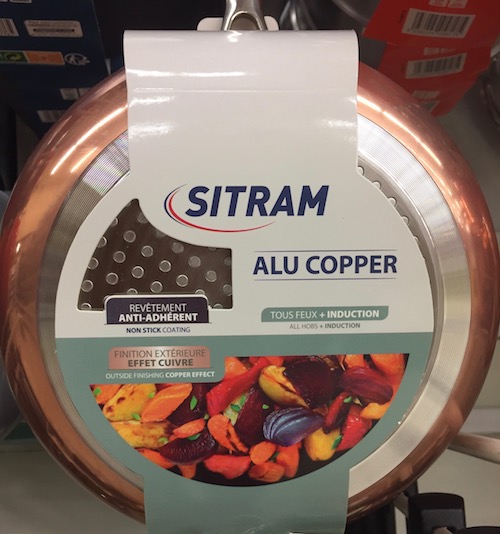 SITRAM
ALU COPPER
REVÊTEMENT
ANTI-ADHÉRENT
NON STICK COATING
TOUS FEUX + INDUCTION
ALL HOBS + INDUCTION
FINITION EXTÉRIEURE
EFFET CUIVRE
OUTSIDE FINISHING COPPER EFFECT